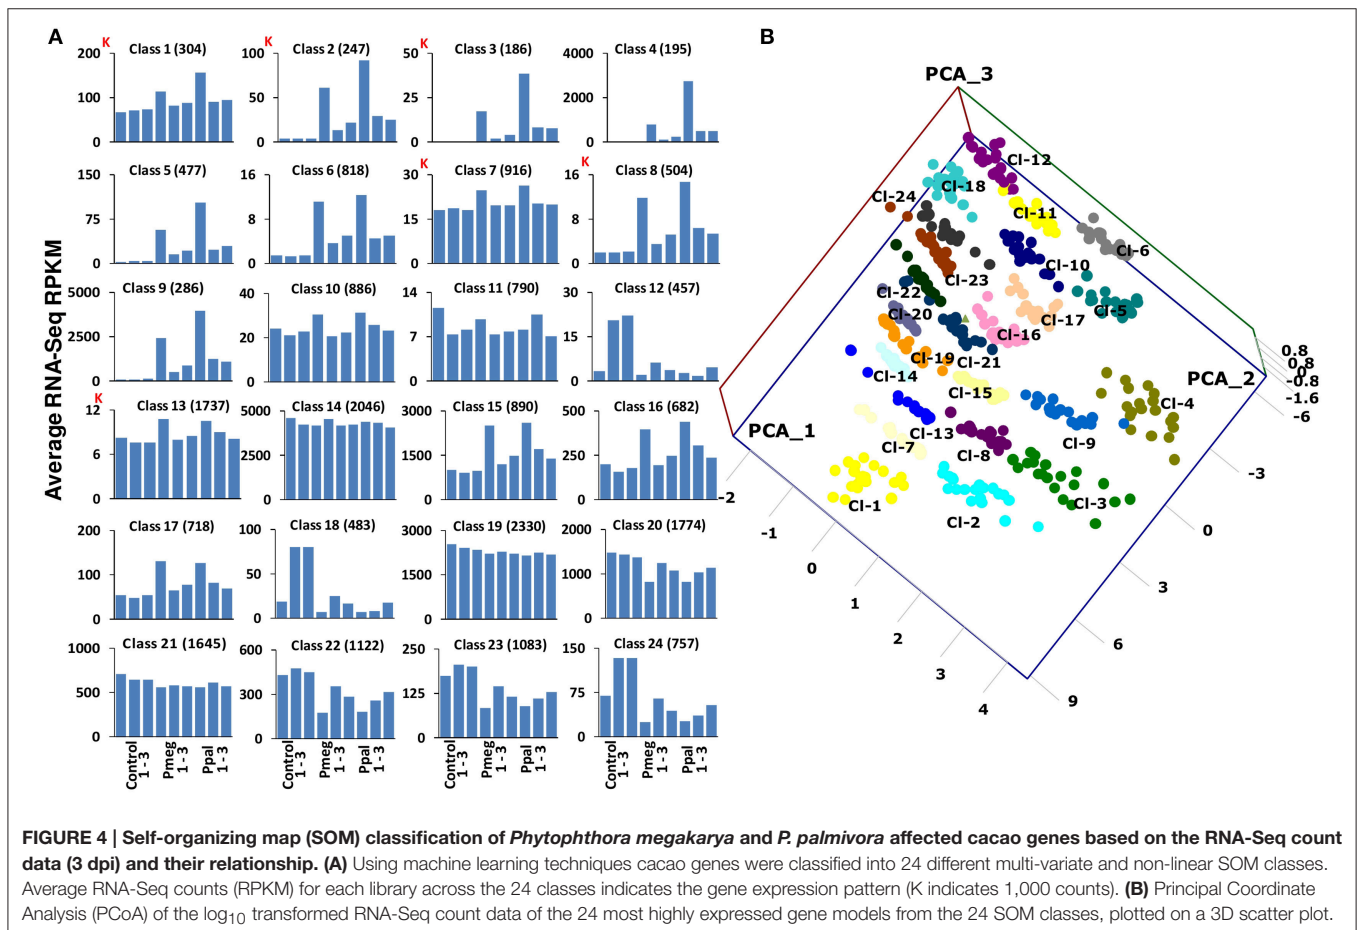 A
B
K
Class 1 (304)
200
100
0
K
Class 2 (247)
100
50
0
K
Class 3 (186)
50
25
0
Class 4 (195)
4000
2000
0
Class 5 (477)
150
75
0
Class 6 (818)
16
8
0
K
Class 7 (916)
30
15
0
K
Class 8 (504)
16
8
0
Class 9 (286)
5000
2500
0
Class 10 (886)
40
20
0
Class 11 (790)
14
7
0
Class 12 (457)
30
15
0
K
Class 13 (1737)
12
6
0
Class 14 (2046)
5000
2500
0
Class 15 (890)
3000
1500
0
Class 16 (682)
500
250
0
Class 17 (718)
200
100
0
Class 18 (483)
100
50
0
Class 19 (2330)
3000
1500
0
Class 20 (1774)
2000
1000
0
Class 21 (1645)
1000
500
0
Class 22 (1122)
600
300
0
Class 23 (1083)
250
125
0
Class 24 (757)
150
75
0
Average RNA-Seq RPKM
Control
1 - 3
Pmeg
1 - 3
Ppal
1 - 3
Control
1 - 3
Pmeg
1 - 3
Ppal
1 - 3
Control
1 - 3
Pmeg
1 - 3
Ppal
1 - 3
Control
1 - 3
Pmeg
1 - 3
Ppal
1 - 3
PCA_3
Cl-12
Cl-18
Cl-24
Cl-11
Cl-6
Cl-10
Cl-23
Cl-22
Cl-5
Cl-20
Cl-17
Cl-16
Cl-19
Cl-21
Cl-14
Cl-15
PCA_2
Cl-4
PCA_1
Cl-13
Cl-9
Cl-7
Cl-8
Cl-1
Cl-2
Cl-3
0.8
0.8
0
-0.8
-1.6
-6
-3
0
3
6
9
-2
-1
0
1
2
3
4
FIGURE 4 | Self-organizing map (SOM) classification of Phytophthora megakarya and P. palmivora affected cacao genes based on the RNA-Seq count
data (3 dpi) and their relationship. (A) Using machine learning techniques cacao genes were classified into 24 different multi-variate and non-linear SOM classes.
Average RNA-Seq counts (RPKM) for each library across the 24 classes indicates the gene expression pattern (K indicates 1,000 counts). (B) Principal Coordinate
Analysis (PCoA) of the log10 transformed RNA-Seq count data of the 24 most highly expressed gene models from the 24 SOM classes, plotted on a 3D scatter plot.